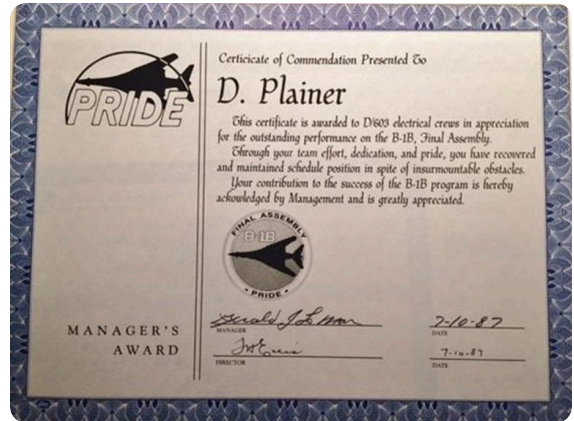 PRIDE
Certicicate of Commendation Presented To
D. Plainer
This certificate is awarded to D/603 electrical crews in appreciation
for the outstanding performance on the B-1B, Final Assembly.
Through your team effort, dedication, and pride, you have recovered
and maintained schedule position in spite of insurmountable obstacles.
Your contribution to the success of the B-1B program is hereby
ackowledged by Management and is greatly appreciated.
FINAL ASSEMBLY
B-1B
• PRIDE •
MANAGER'S
AWARD
Gerald J
MANAGER
7-10-87
DATE
DIRECTOR
7-10-87
DATE